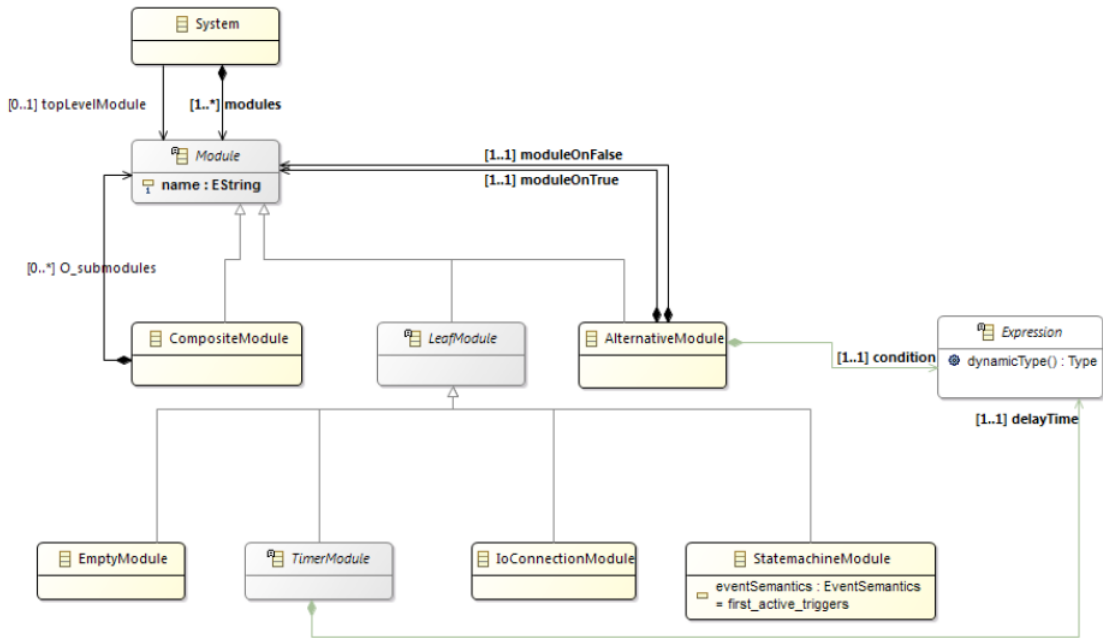 System
[0..1] topLevelModule
[1..*] modules
Module
name : EString
[1..1] moduleOnFalse
[1..1] moduleOnTrue
[0..*] O_submodules
CompositeModule
LeafModule
AlternativeModule
Expression
dynamicType() : Type
[1..1] condition
[1..1] delayTime
EmptyModule
TimerModule
IoConnectionModule
StatemachineModule
eventSemantics : EventSemantics
= first_active_triggers